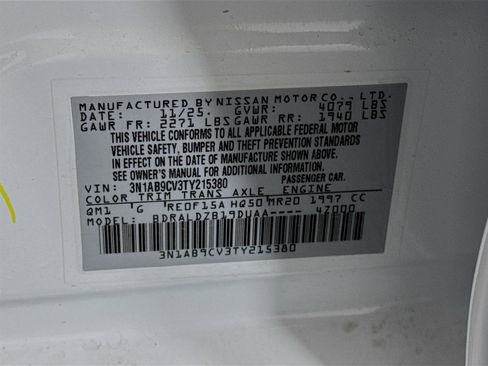 MANUFACTURED BY NISSAN MOTOR CO., LTD.
DATE: 11/25 GVWR: 4079 LBS
GAWR FR: 2271 LBS GAWR RR: 1940 LBS
THIS VEHICLE CONFORMS TO ALL APPLICABLE FEDERAL MOTOR
VEHICLE SAFETY, BUMPER AND THEFT PREVENTION STANDARDS
IN EFFECT ON THE DATE OF MANUFACTURE SHOWN ABOVE.
SEE OWNER'S MANUAL FOR ADDITIONAL INFORMATION.
VIN: 3N1AB9CV3TY215380 PASSENGER CAR
COLOR TRIM TRANS AXLE ENGINE
QM1 G RE0F15A HQ50 MR20 1997 CC
MODEL: BDRALDZB19DUAA----- 4Z000
3N1AB9CV3TY215380